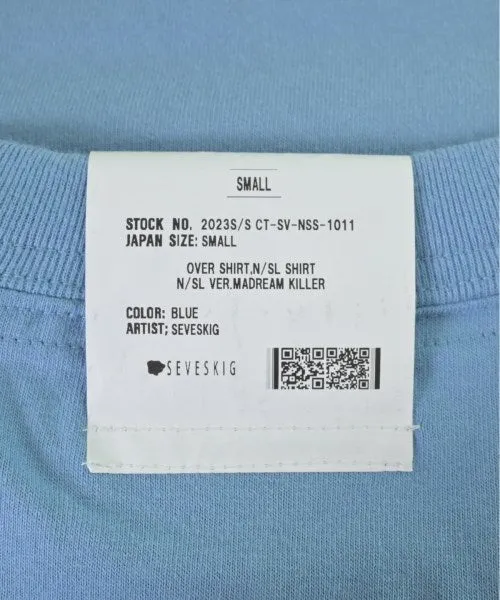 SMALL
STOCK NO. 2023S/S CT-SV-NSS-1011
JAPAN SIZE: SMALL
OVER SHIRT,N/SL SHIRT
N/SL VER.MADREAM KILLER
COLOR: BLUE
ARTIST; SEVESKIG
SEVESKIG